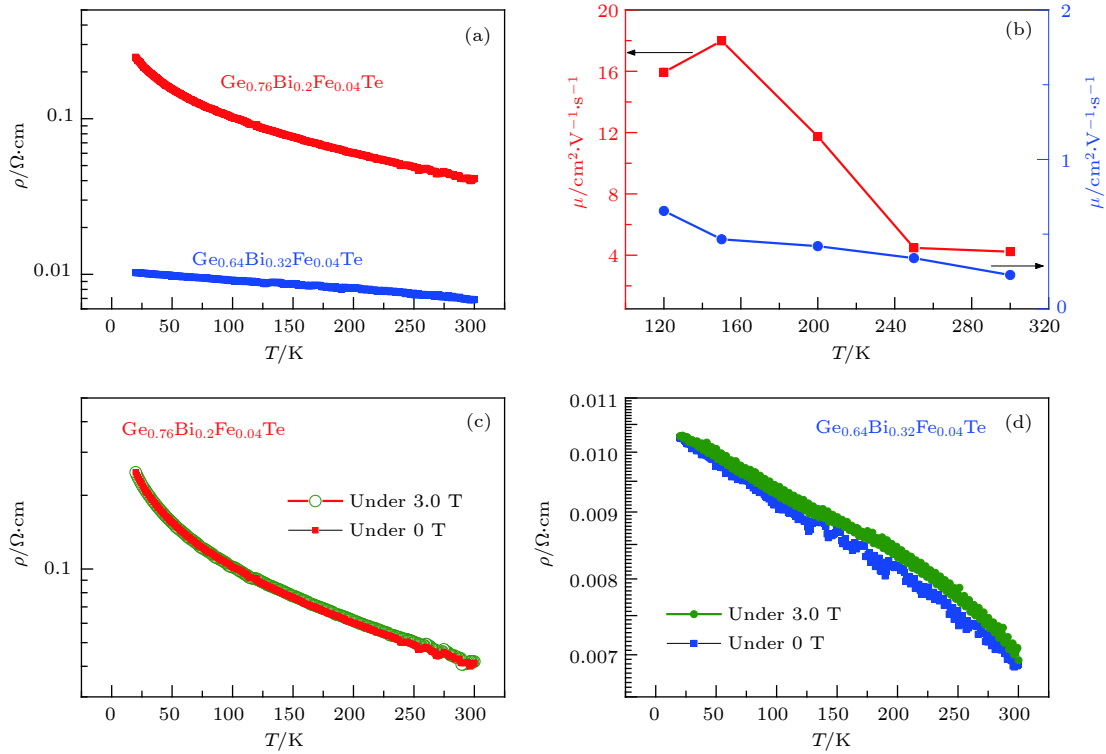 (a)
Ge₀.₇₆Bi₀.₂Fe₀.₀₄Te
Ge₀.₆₄Bi₀.₃₂Fe₀.₀₄Te
0.1
0.01
ρ/Ω·cm
0 50 100 150 200 250 300
T/K
(b)
20
16
12
8
4
μ/cm²·V⁻¹·s⁻¹
2
1
0
μ/cm²·V⁻¹·s⁻¹
120 160 200 240 280 320
T/K
(c)
Ge₀.₇₆Bi₀.₂Fe₀.₀₄Te
Under 3.0 T
Under 0 T
0.1
ρ/Ω·cm
0 50 100 150 200 250 300
T/K
(d)
Ge₀.₆₄Bi₀.₃₂Fe₀.₀₄Te
0.011
0.010
0.009
0.008
0.007
ρ/Ω·cm
Under 3.0 T
Under 0 T
0 50 100 150 200 250 300
T/K